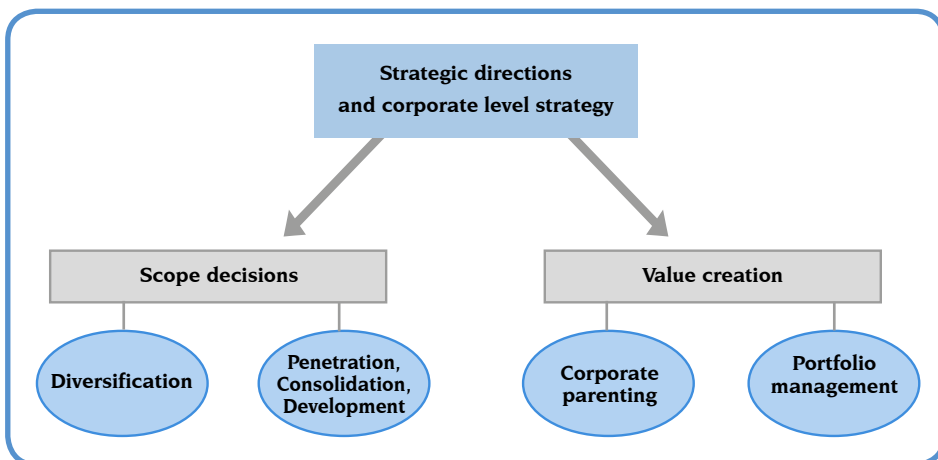 Strategic directions
and corporate level strategy
Scope decisions
Value creation
Diversification
Penetration,
Consolidation,
Development
Corporate
parenting
Portfolio
management